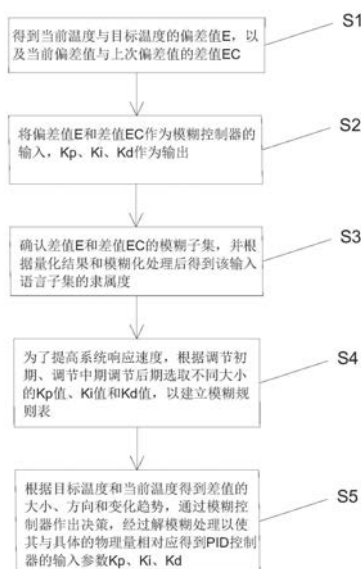 S1
得到当前温度与目标温度的偏差值E，以
及当前偏差值与上次偏差值的差值EC
S2
将偏差值E和差值EC作为模糊控制器的
输入，Kp、Ki、Kd作为输出
S3
确认差值E和差值EC的模糊子集，并根
据量化结果和模糊化处理后得到该输入
语言子集的隶属度
S4
为了提高系统响应速度，根据调节初
期、调节中期调节后期选取不同大小
的Kp值、Ki值和Kd值，以建立模糊规
则表
S5
根据目标温度和当前温度得到差值的
大小、方向和变化趋势，通过模糊控
制器作出决策，经过解模糊处理以使
其与具体的物理量相对应得到PID控制
器的输入参数Kp、Ki、Kd